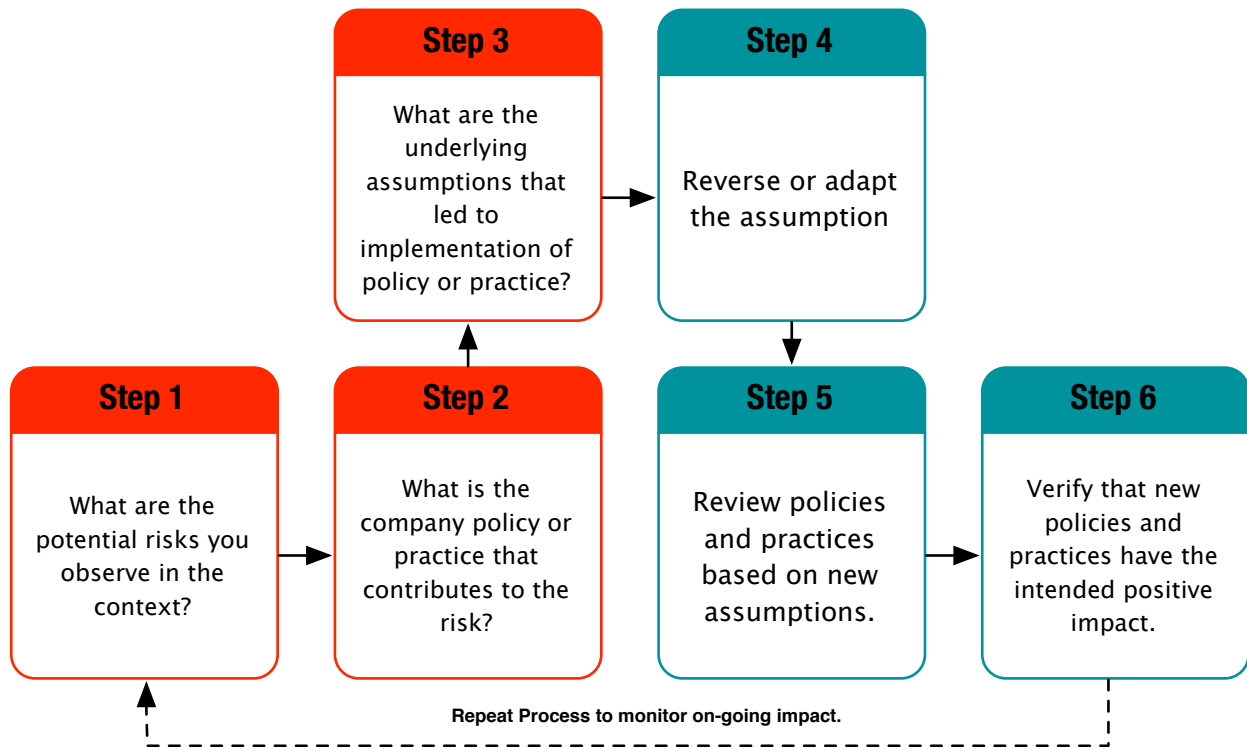 Step 1
What are the
potential risks you
observe in the
context?
Step 2
What is the
company policy or
practice that
contributes to the
risk?
Step 3
What are the
underlying
assumptions that
led to
implementation of
policy or practice?
Step 4
Reverse or adapt
the assumption
Step 5
Review policies
and practices
based on new
assumptions.
Step 6
Verify that new
policies and
practices have the
intended positive
impact.
Repeat Process to monitor on-going impact.